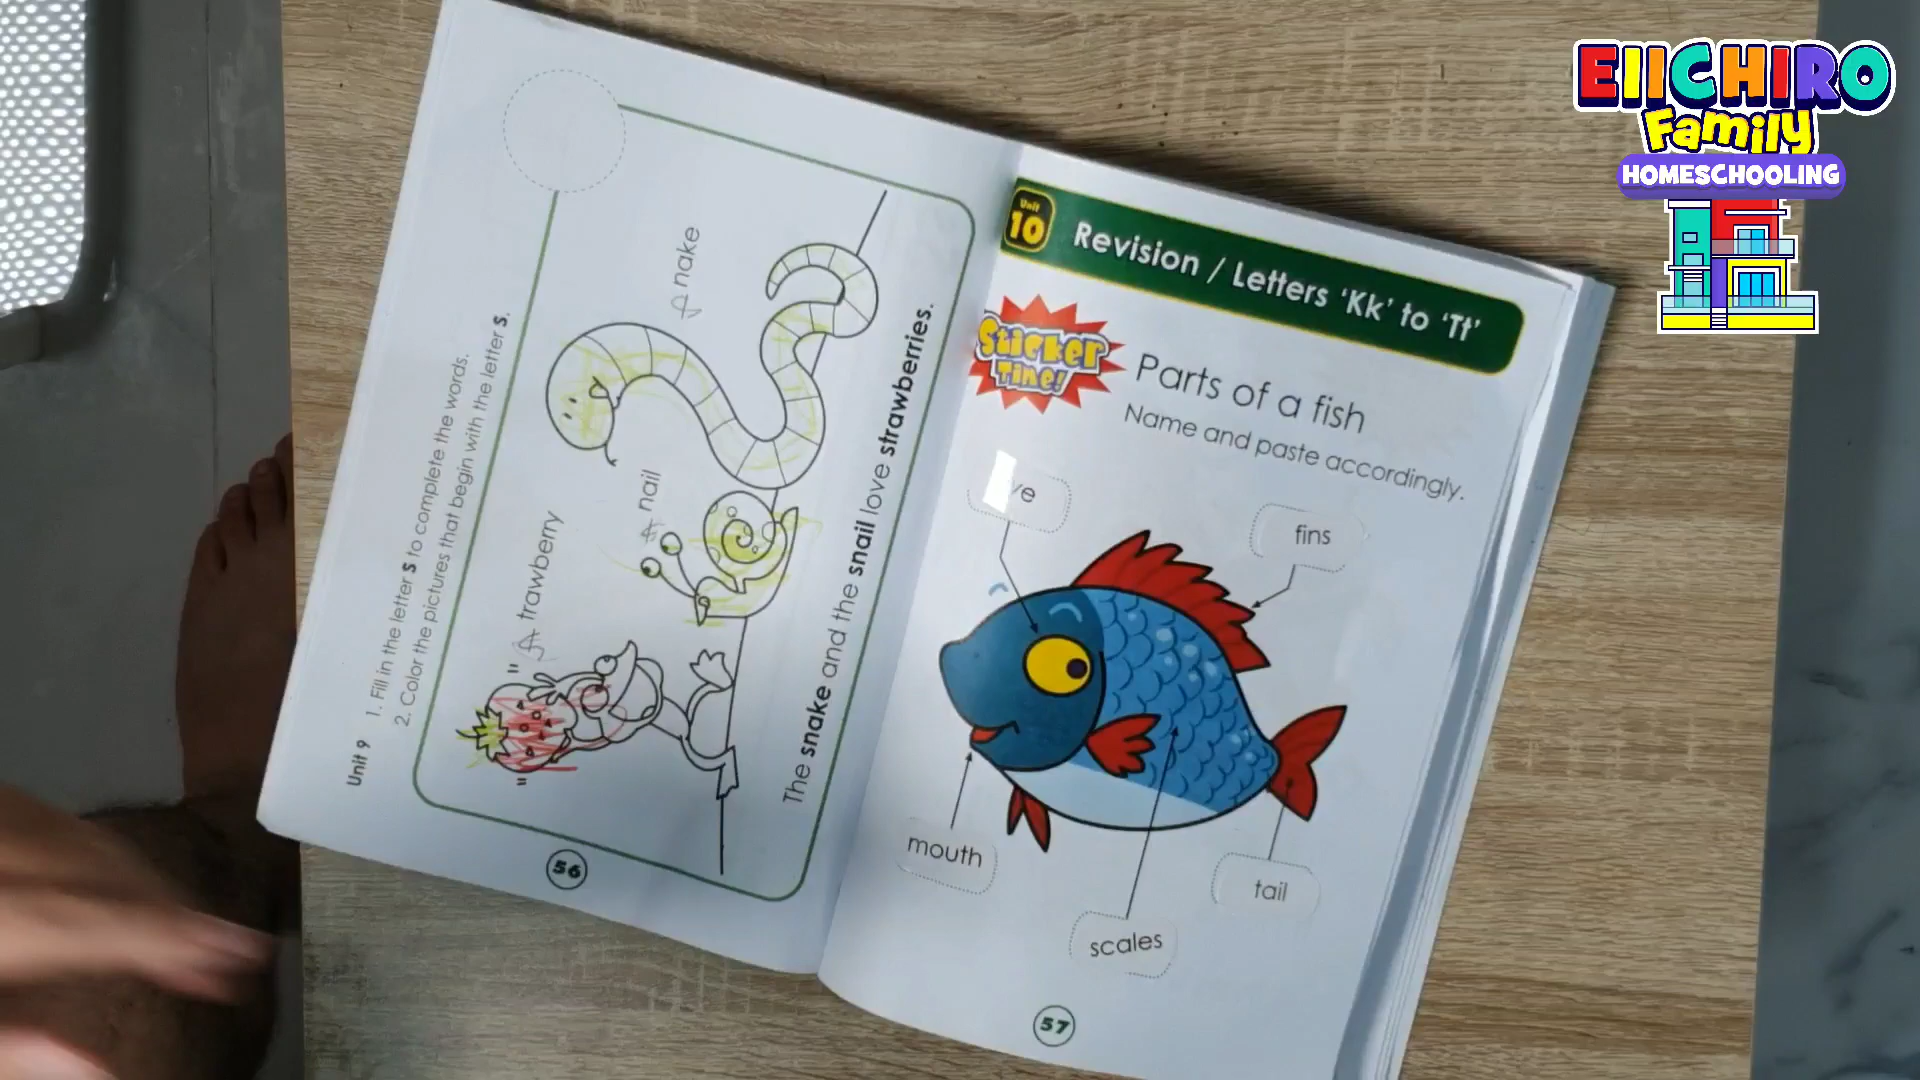 EIICHIRO
Family
HOMESCHOOLING
Unit 9
1. Fill in the letter s to complete the words.
2. Color the pictures that begin with the letter s.
s trawberry
s nail
s nake
The snake and the snail love strawberries.
56
Unit
10
Revision / Letters 'Kk' to 'Tt'
Sticker
Time!
Parts of a fish
Name and paste accordingly.
fins
mouth
scales
tail
57